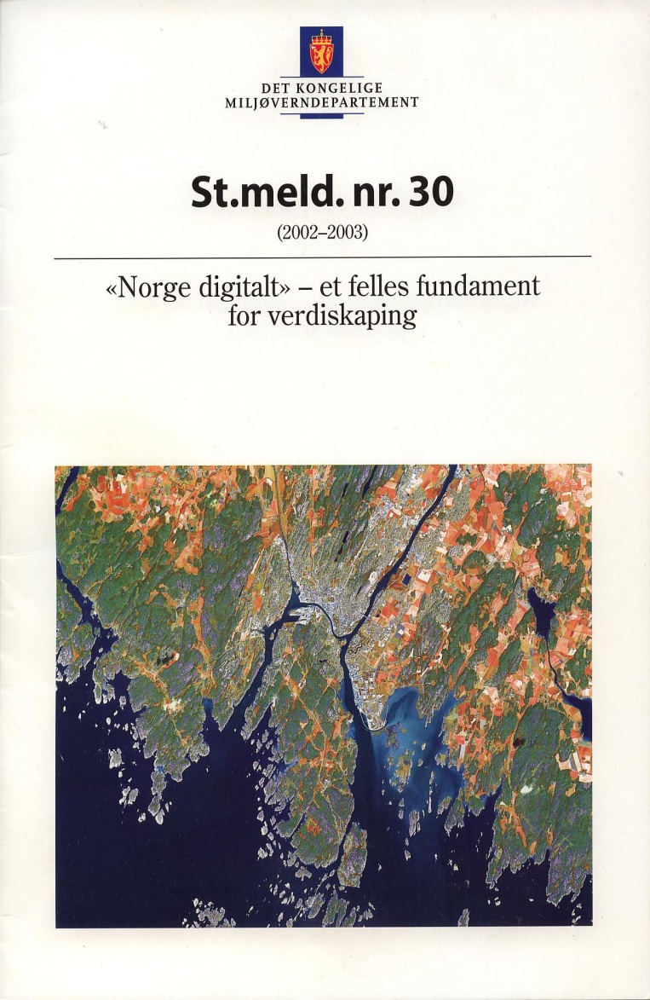 DET KONGELIGE
MILJØVERNDEPARTEMENT
St.meld. nr. 30
(2002–2003)
«Norge digitalt» – et felles fundament
for verdiskaping